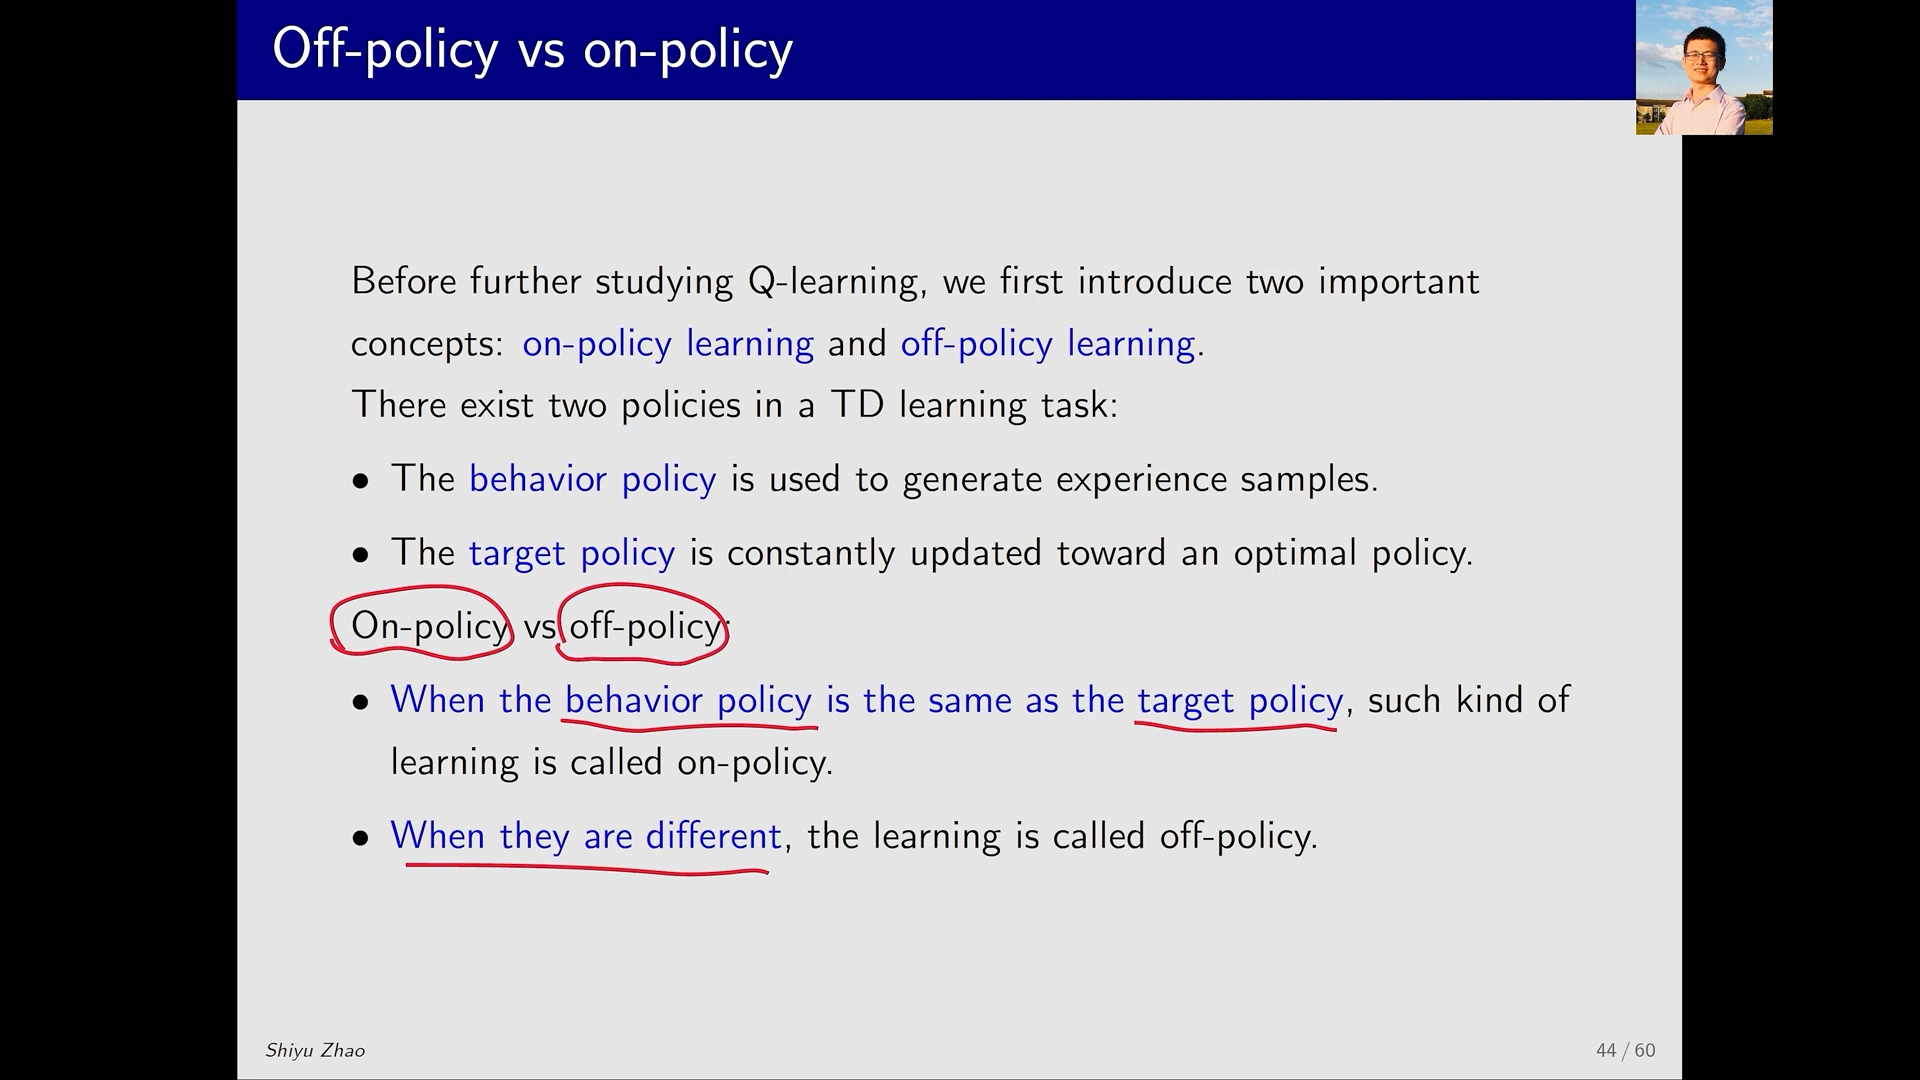 Off-policy vs on-policy
Before further studying Q-learning, we first introduce two important
concepts: on-policy learning and off-policy learning.
There exist two policies in a TD learning task:
• The behavior policy is used to generate experience samples.
• The target policy is constantly updated toward an optimal policy.
On-policy vs off-policy:
• When the behavior policy is the same as the target policy, such kind of
learning is called on-policy.
• When they are different, the learning is called off-policy.
Shiyu Zhao
44 / 60